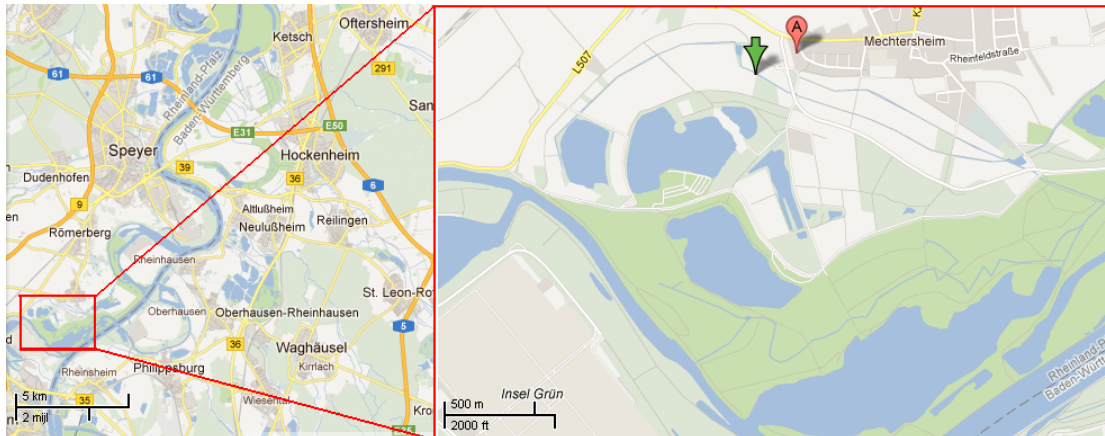 Oftersheim
Ketsch
61
61
Rheinland-Pfalz
Baden-Württemberg
291
San
E31
E50
Speyer
Hockenheim
39
Dudenhofen
36
6
9
Altlußheim
Reilingen
Römerberg
Neulußheim
Rheinhausen
St. Leon-Ro
Oberhausen
Oberhausen-Rheinhausen
5
36
Waghäusel
Kirrlach
Philippsburg
Rheinsheim
5 km
35
Wiesental
2 mijl
Kro
A
Mechtersheim
Rheinfeldstraße
L507
Insel Grün
500 m
2000 ft
Rheinland-P
Baden-Württ